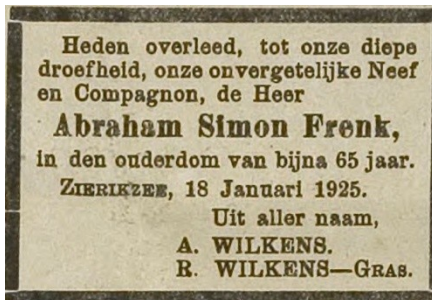 Heden overleed, tot onze diepe
droefheid, onze onvergetelijke Neef
en Compagnon, de Heer
Abraham Simon Frenk,
in den ouderdom van bijna 65 jaar.
ZIERIKZEE, 18 Januari 1925.
Uit aller naam,
A. WILKENS.
R. WILKENS—GRAS.